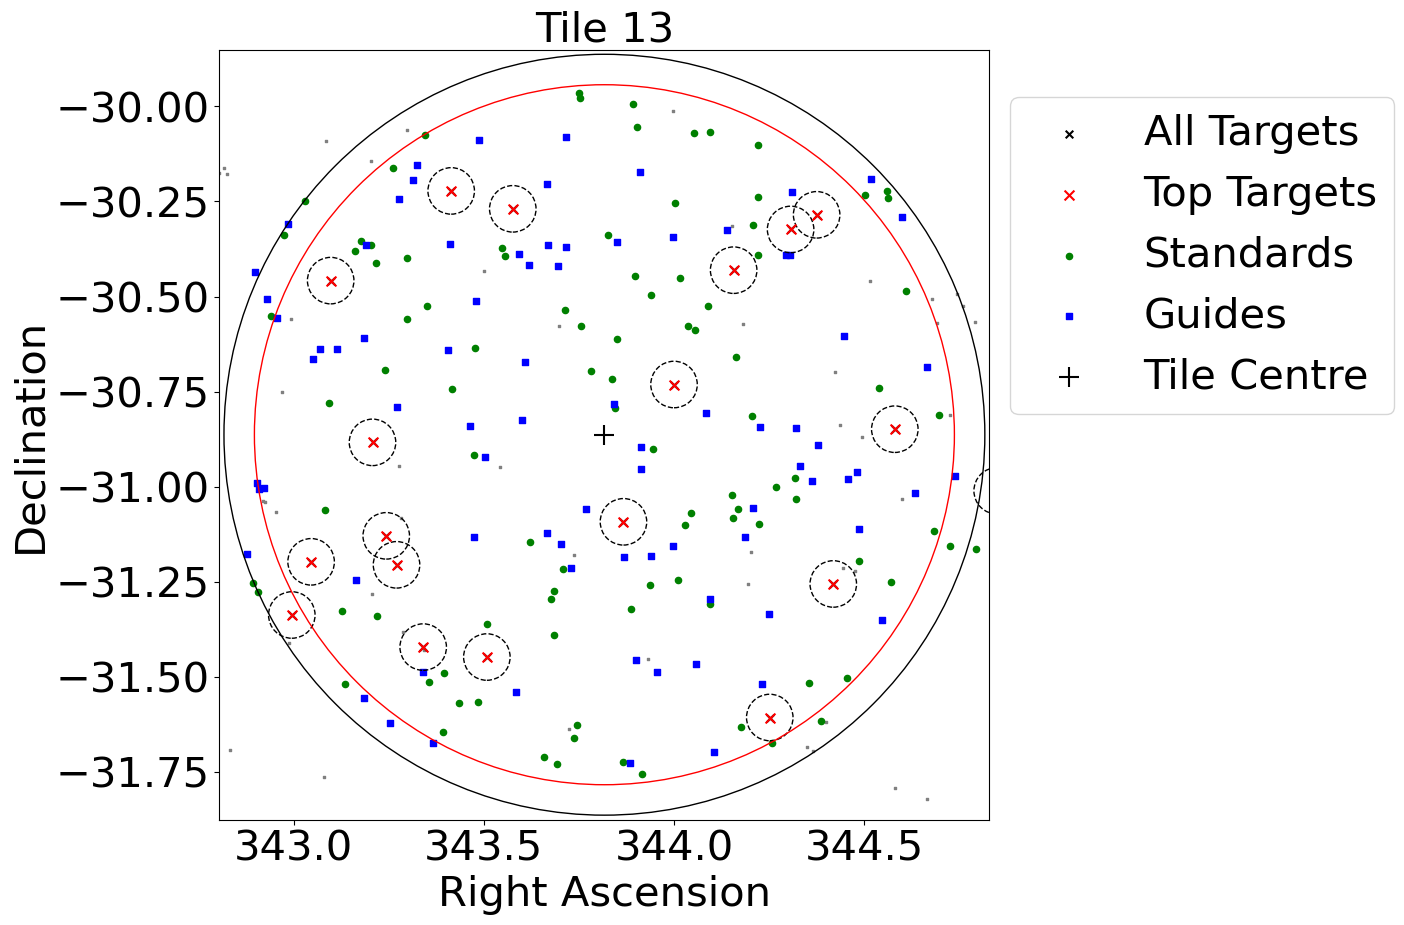 Tile 13
−30.00
−30.25
−30.50
−30.75
−31.00
−31.25
−31.50
−31.75
Declination
343.0 343.5 344.0 344.5
Right Ascension
All Targets
Top Targets
Standards
Guides
Tile Centre